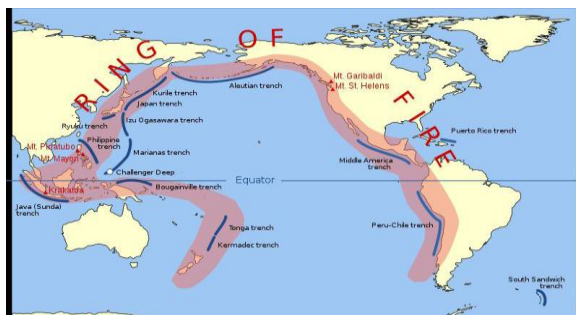 RING OF FIRE
Mt. Garibaldi
Mt. St. Helens
Aleutian trench
Kurile trench
Japan trench
Izu Ogasawara trench
Ryukyu trench
Philippine
trench
Puerto Rico trench
Mt. Pinatubo
Mt. Mayon
Marianas trench
Middle America
trench
Challenger Deep
Equator
Bougainville trench
Krakatoa
Java (Sunda)
trench
Tonga trench
Kermadec trench
Peru-Chile trench
South Sandwich
trench